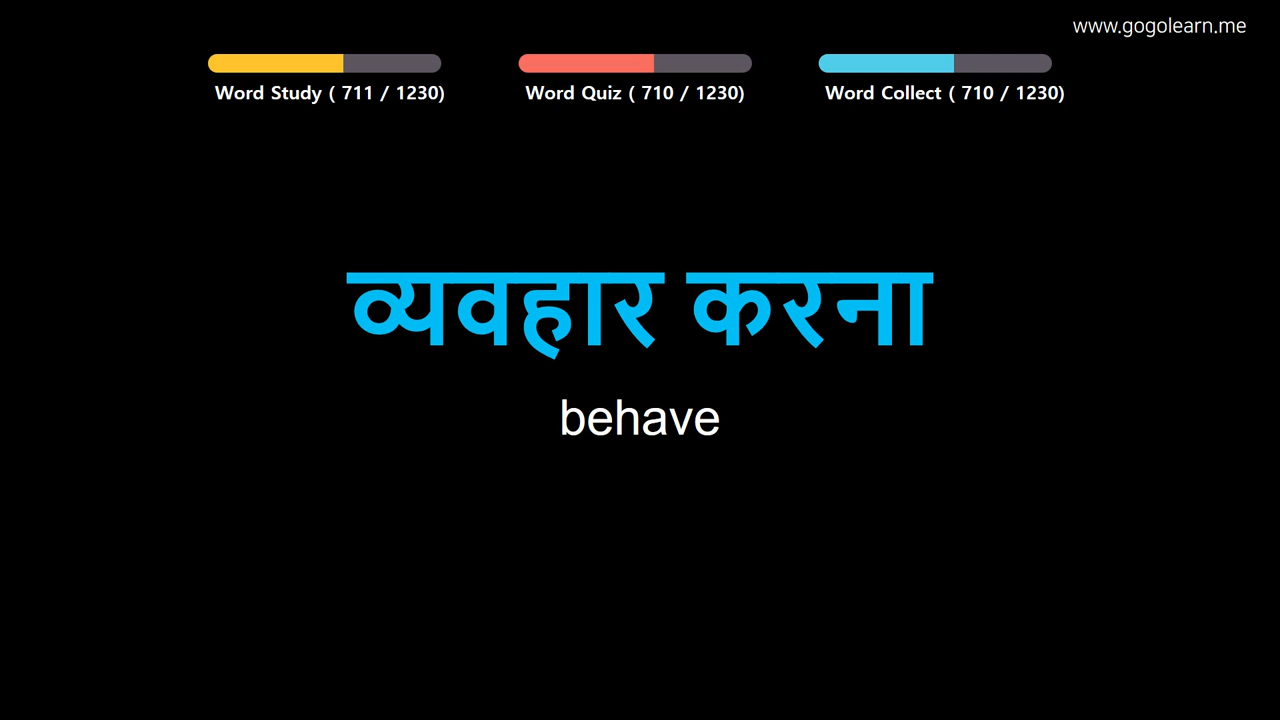 www.gogolearn.me
Word Study ( 711 / 1230)
Word Quiz ( 710 / 1230)
Word Collect ( 710 / 1230)
व्यवहार करना
behave